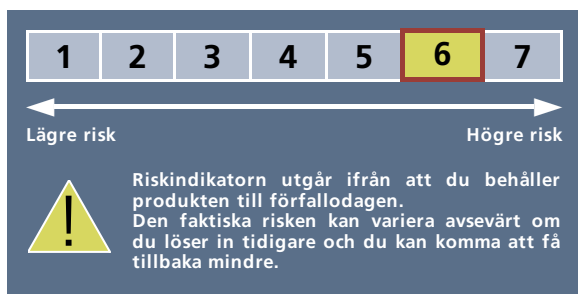 1 2 3 4 5 6 7
Lägre risk Högre risk
Riskindikatorn utgår ifrån att du behåller
produkten till förfallodagen.
Den faktiska risken kan variera avsevärt om
du löser in tidigare och du kan komma att få
tillbaka mindre.
!